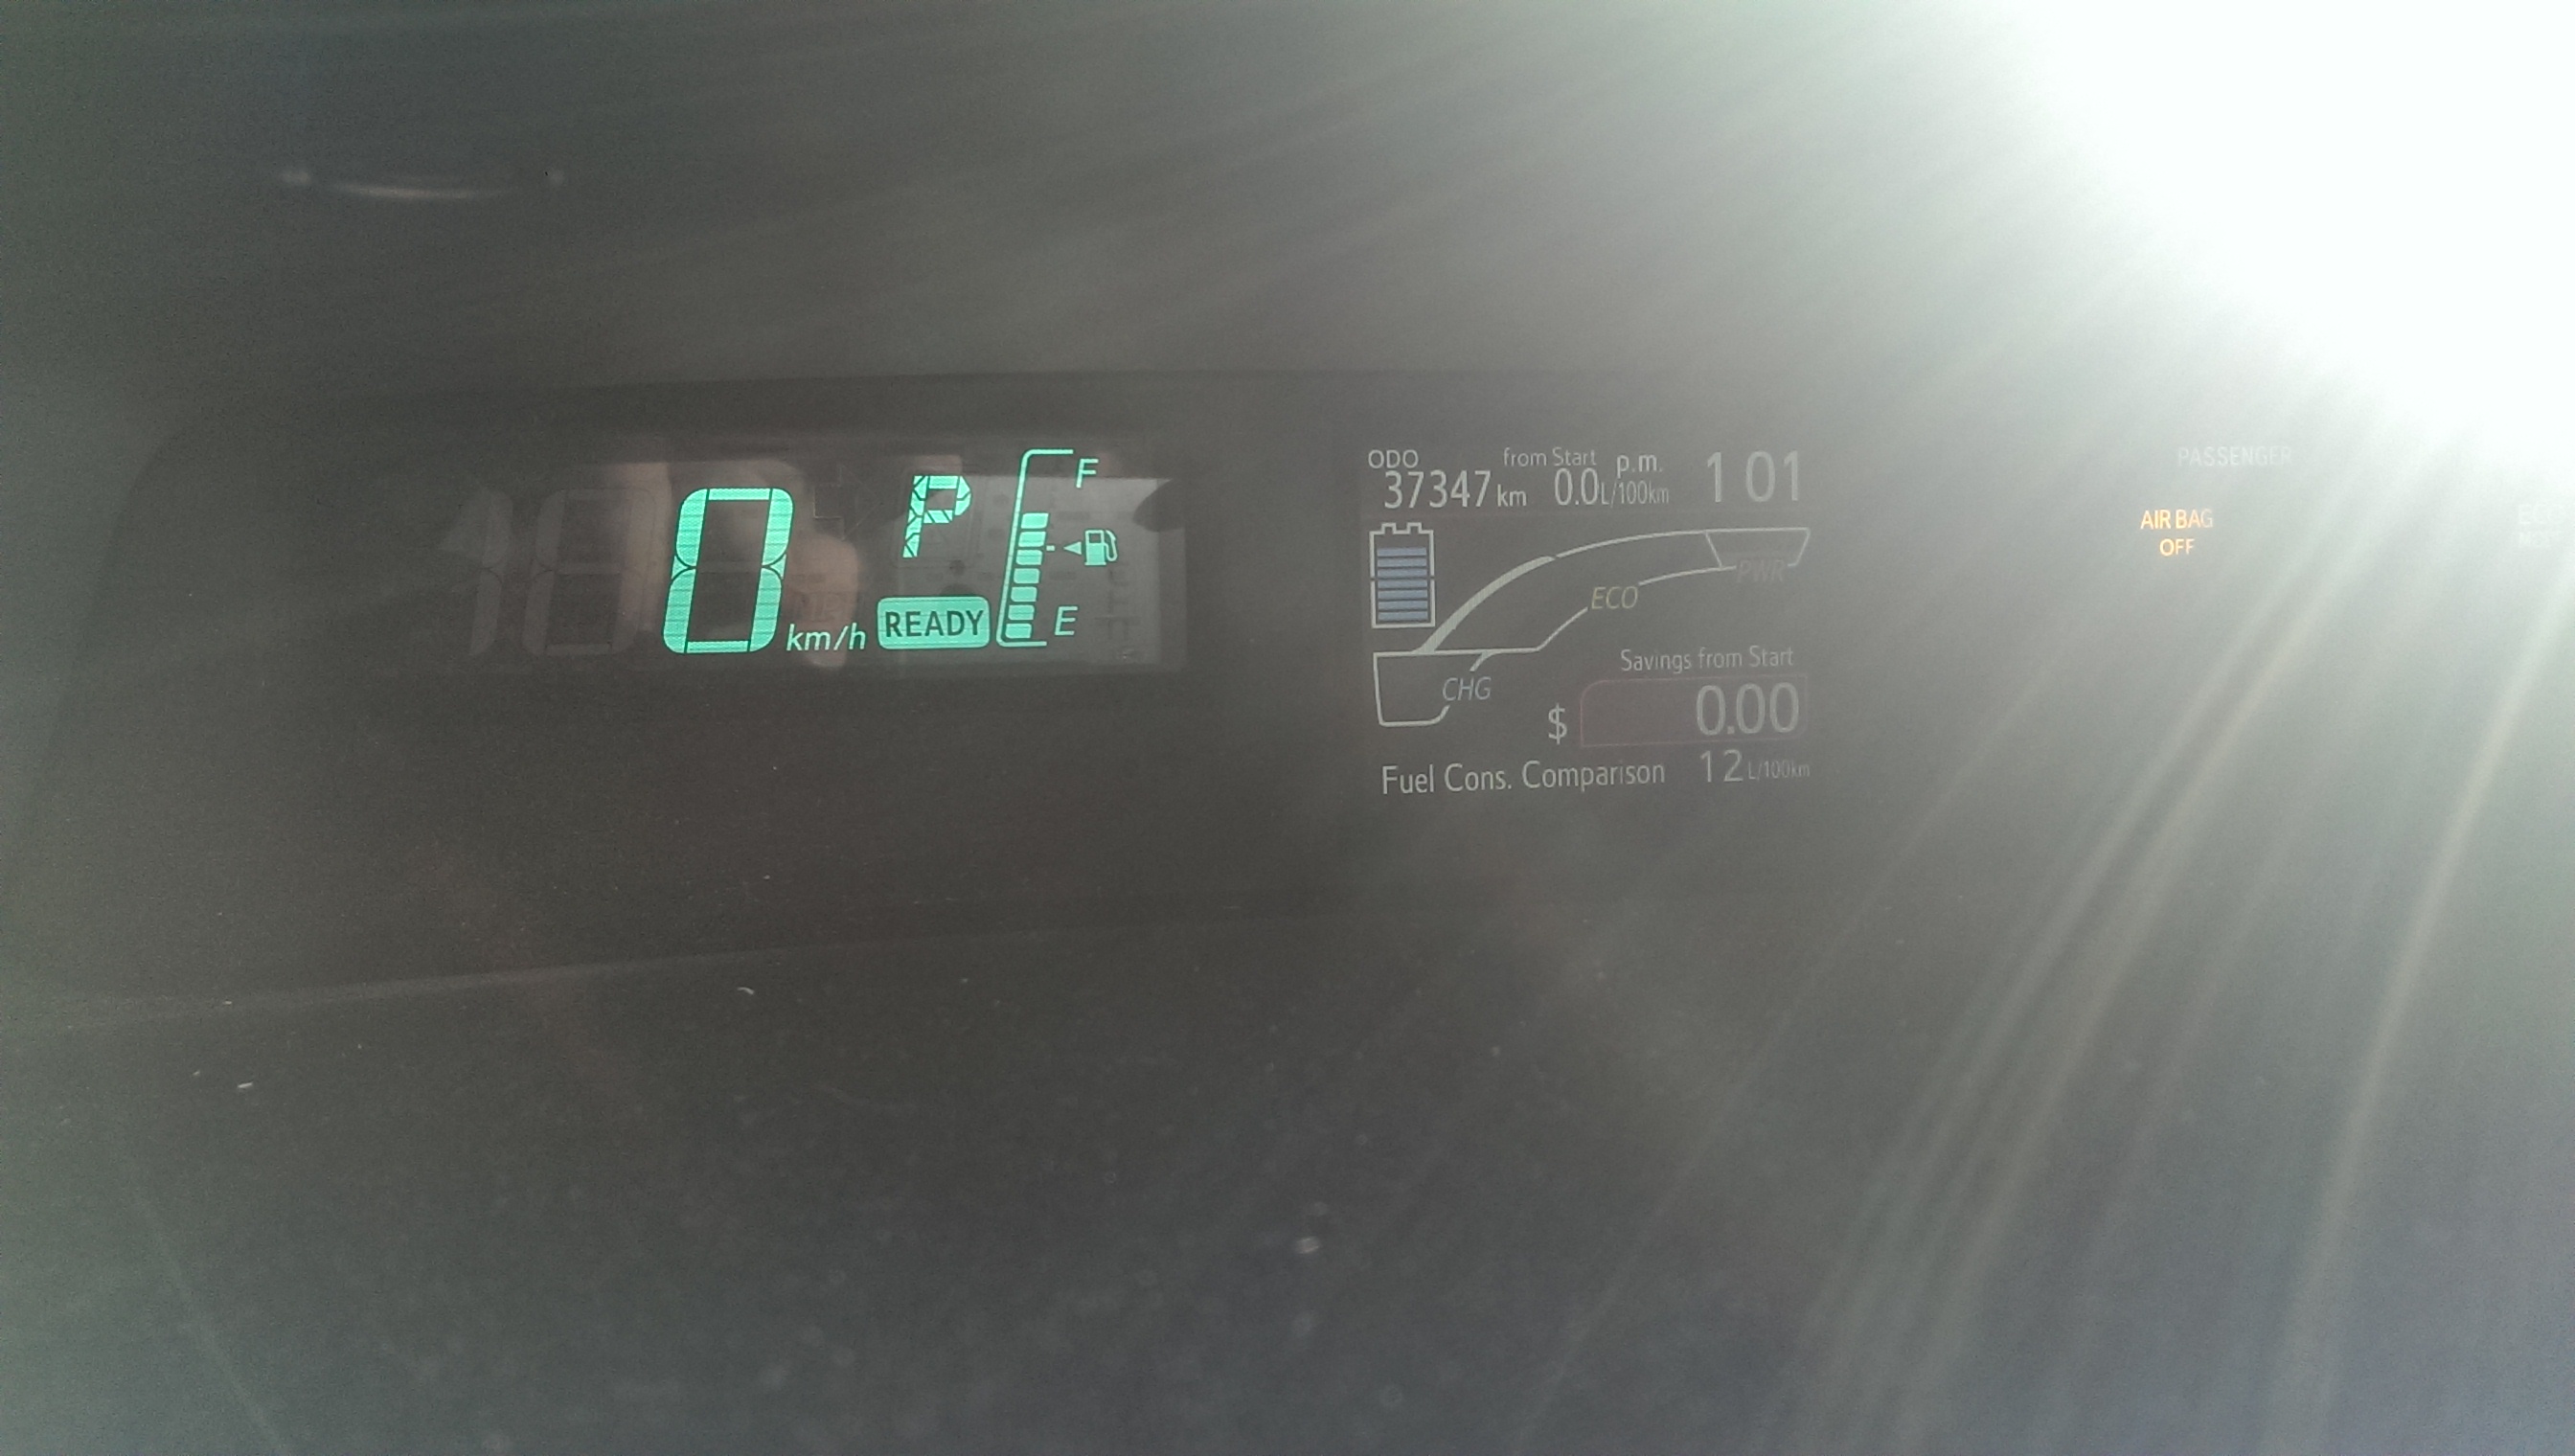 0 km/h
P
READY
F
E
ODO from Start p.m. 1 01
37347 km 0.0 L/100km
PWR
ECO
CHG
Savings from Start
$ 0.00
Fuel Cons. Comparison 12 L/100km
PASSENGER
AIR BAG
OFF